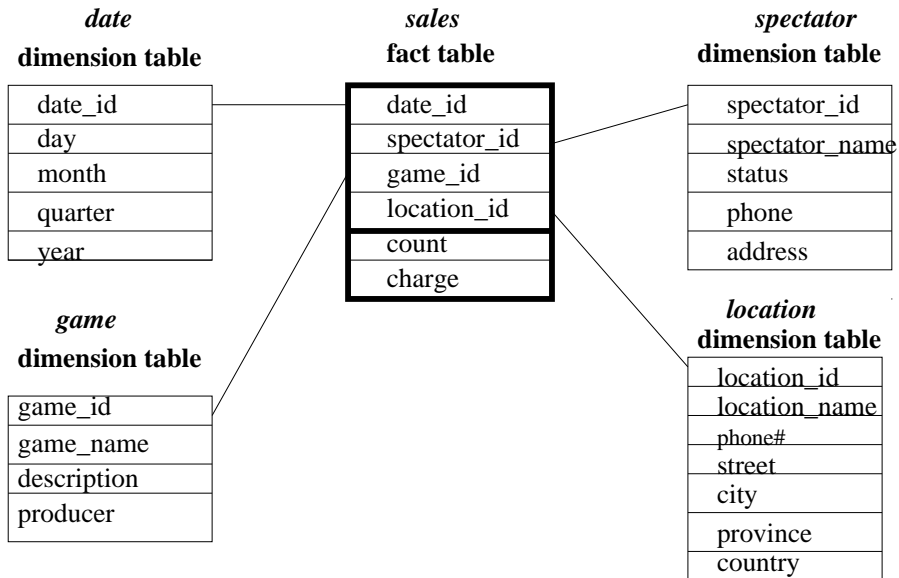 date
dimension table
date_id
day
month
quarter
year
sales
fact table
date_id
spectator_id
game_id
location_id
count
charge
spectator
dimension table
spectator_id
spectator_name
status
phone
address
game
dimension table
game_id
game_name
description
producer
location
dimension table
location_id
location_name
phone#
street
city
province
country